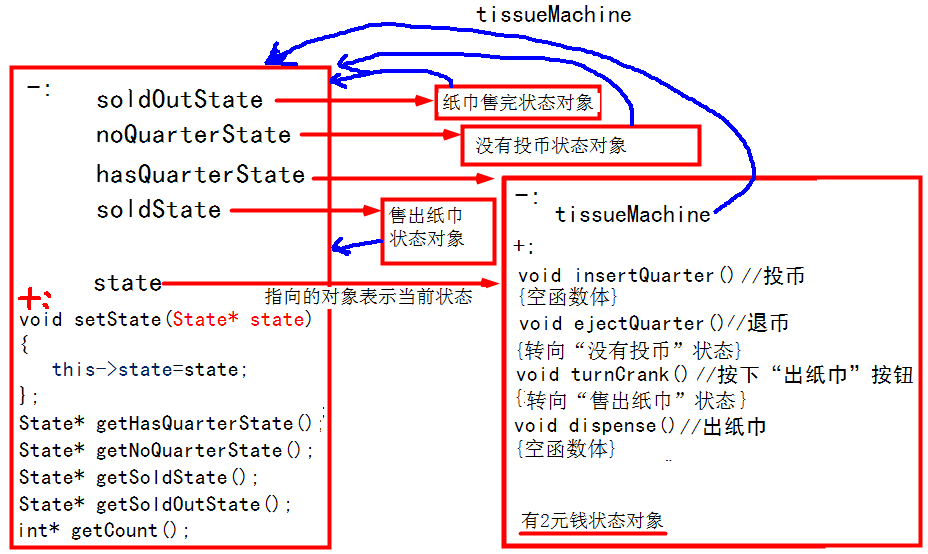 tissueMachine
-:
soldOutState
noQuarterState
hasQuarterState
soldState
state
指向的对象表示当前状态
+:
void setState(State* state)
{
this->state=state;
};
State* getHasQuarterState();
State* getNoQuarterState();
State* getSoldState();
State* getSoldOutState();
int* getCount();
纸巾售完状态对象
没有投币状态对象
售出纸巾
状态对象
-:
tissueMachine
+:
void insertQuarter()//投币
{空函数体}
void ejectQuarter()//退币
{转向“没有投币”状态}
void turnCrank()//按下“出纸巾”按钮
{转向“售出纸巾”状态}
void dispense()//出纸巾
{空函数体}
有2元钱状态对象